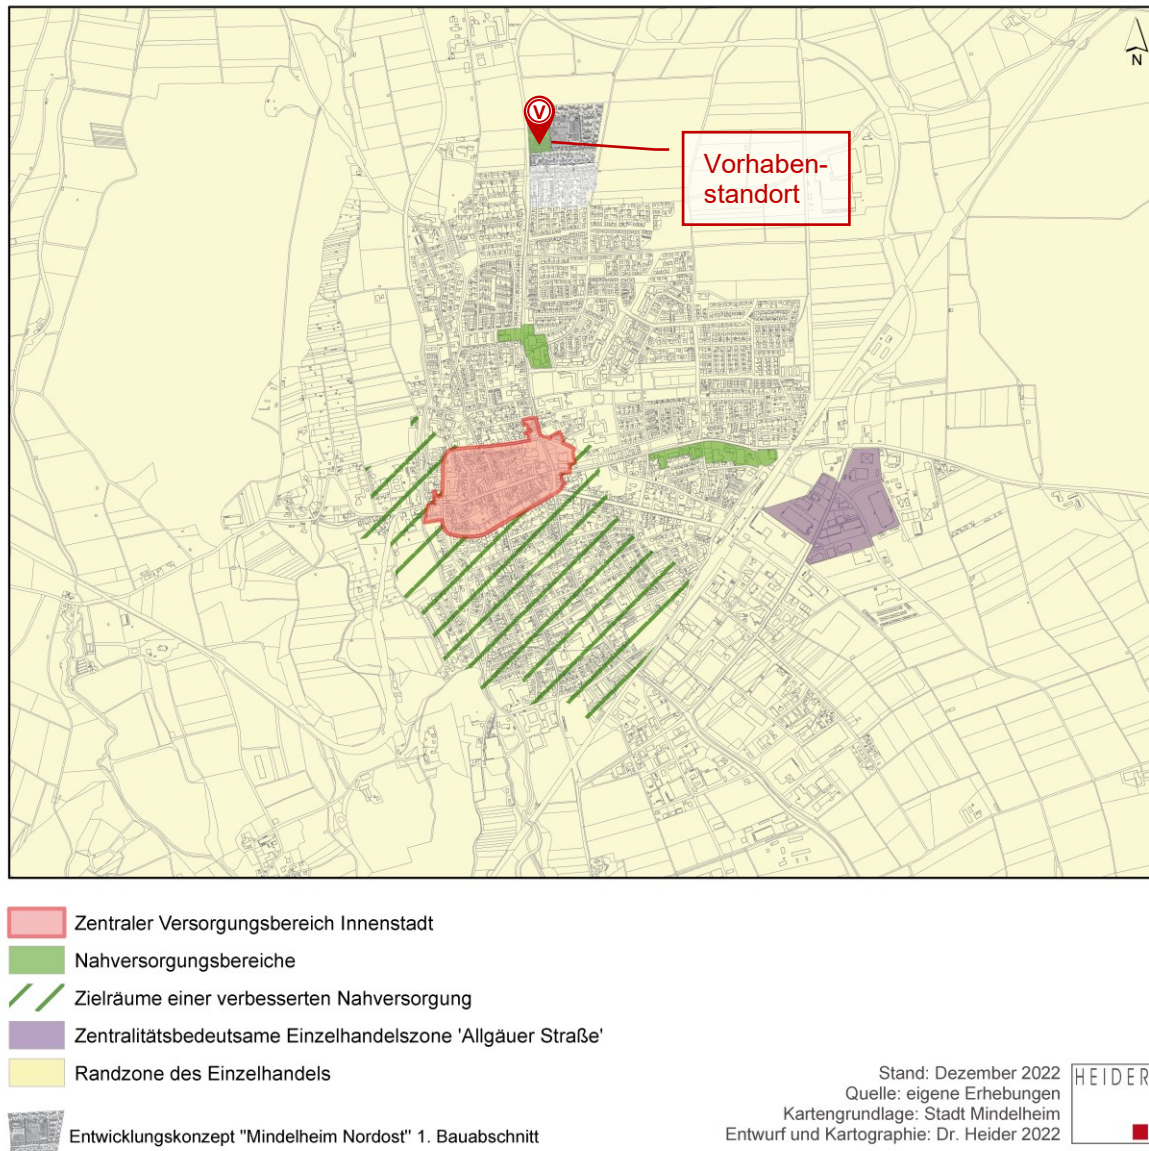 N
V
Vorhaben-
standort
Zentraler Versorgungsbereich Innenstadt
Nahversorgungsbereiche
Zielräume einer verbesserten Nahversorgung
Zentralitätsbedeutsame Einzelhandelszone 'Allgäuer Straße'
Randzone des Einzelhandels
Entwicklungskonzept "Mindelheim Nordost" 1. Bauabschnitt
Stand: Dezember 2022
Quelle: eigene Erhebungen
Kartengrundlage: Stadt Mindelheim
Entwurf und Kartographie: Dr. Heider 2022
HEIDER